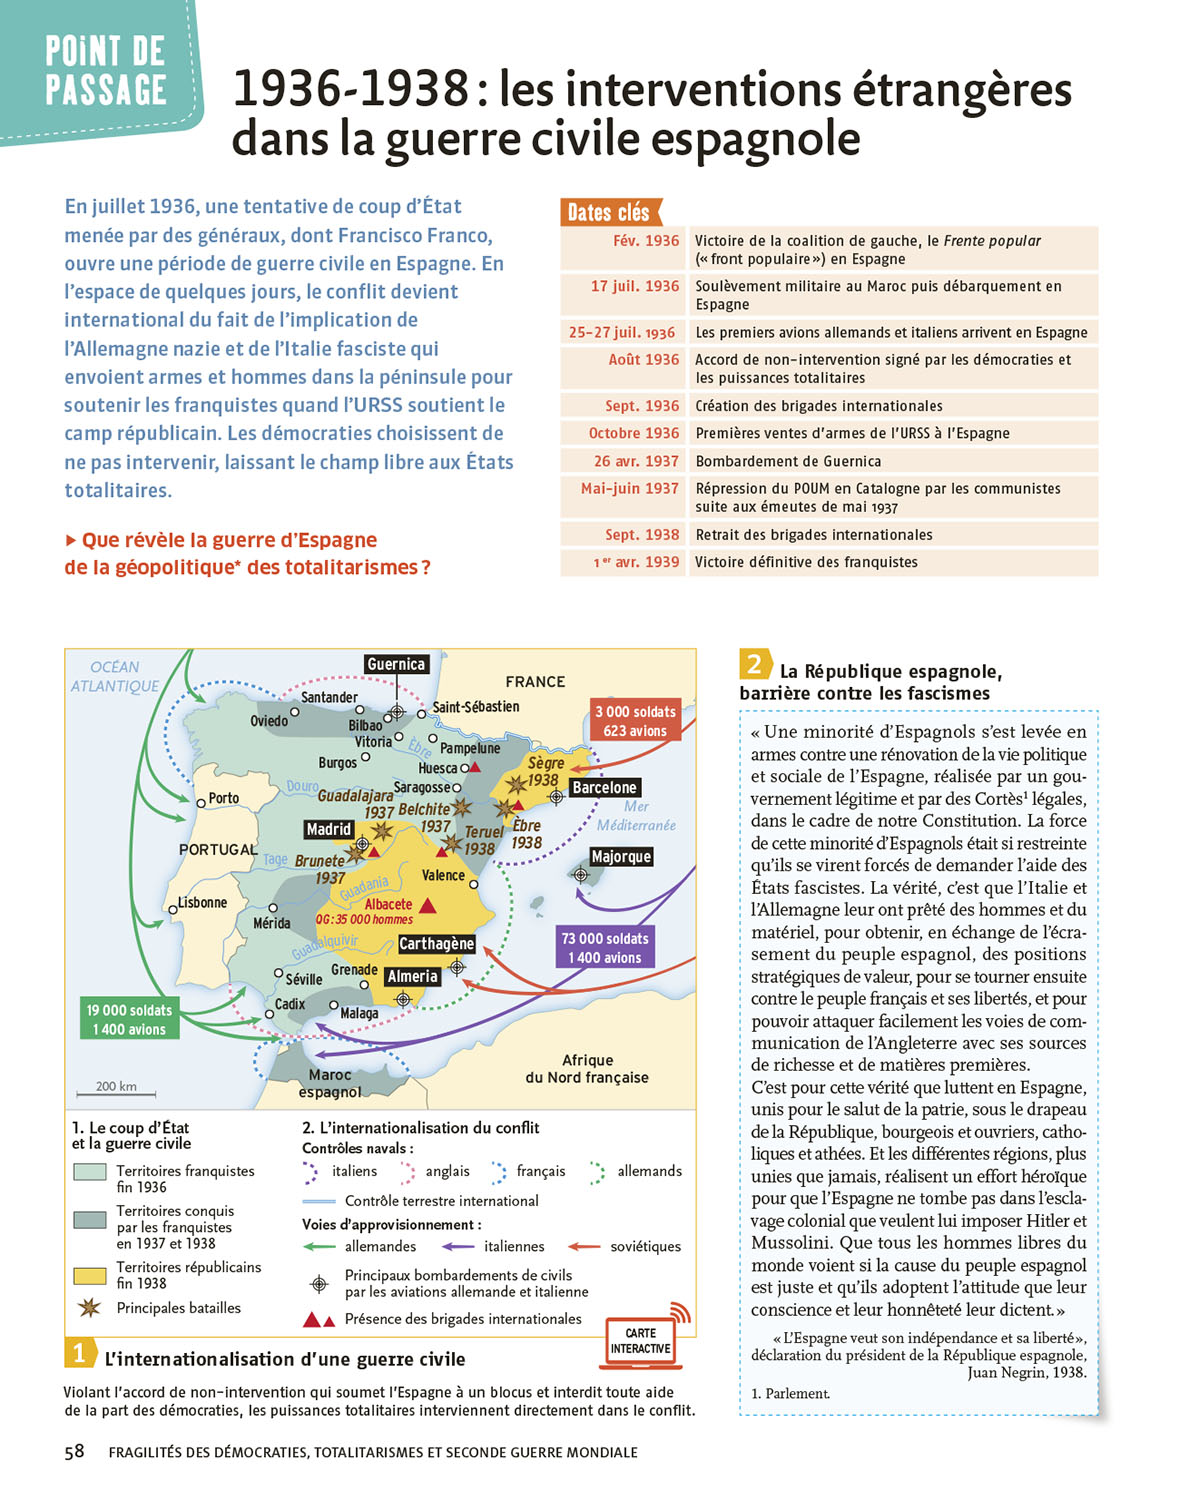 POiNT DE
PASSAGE
1936-1938 : les interventions étrangères
dans la guerre civile espagnole
En juillet 1936, une tentative de coup d’État
menée par des généraux, dont Francisco Franco,
ouvre une période de guerre civile en Espagne. En
l’espace de quelques jours, le conflit devient
international du fait de l’implication de
l’Allemagne nazie et de l’Italie fasciste qui
envoient armes et hommes dans la péninsule pour
soutenir les franquistes quand l’URSS soutient le
camp républicain. Les démocraties choisissent de
ne pas intervenir, laissant le champ libre aux États
totalitaires.
▶ Que révèle la guerre d’Espagne
de la géopolitique* des totalitarismes ?
Dates clés
Fév. 1936 Victoire de la coalition de gauche, le Frente popular
(« front populaire ») en Espagne
17 juil. 1936 Soulèvement militaire au Maroc puis débarquement en
Espagne
25-27 juil. 1936 Les premiers avions allemands et italiens arrivent en Espagne
Août 1936 Accord de non-intervention signé par les démocraties et
les puissances totalitaires
Sept. 1936 Création des brigades internationales
Octobre 1936 Premières ventes d’armes de l’URSS à l’Espagne
26 avr. 1937 Bombardement de Guernica
Mai-juin 1937 Répression du POUM en Catalogne par les communistes
suite aux émeutes de mai 1937
Sept. 1938 Retrait des brigades internationales
1er avr. 1939 Victoire définitive des franquistes
OCÉAN
ATLANTIQUE
Guernica
FRANCE
Santander
Saint-Sébastien
Oviedo
Bilbao
3 000 soldats
623 avions
Vitoria
Èbre
Pampelune
Burgos
Huesca
Sègre
1938
Douro
Saragosse
Barcelone
Porto
Guadalajara
1937
Belchite
1937
Mer
Méditerranée
Madrid
Teruel
1938
Èbre
1938
PORTUGAL
Tage
Brunete
1937
Majorque
Valence
Guadania
Lisbonne
Albacete
QG : 35 000 hommes
Mérida
Guadalquivir
Carthagène
73 000 soldats
1 400 avions
Séville
Grenade
Almeria
19 000 soldats
1 400 avions
Cadix
Malaga
Afrique
du Nord française
Maroc
espagnol
200 km
1. Le coup d’État
et la guerre civile
Territoires franquistes
fin 1936
Territoires conquis
par les franquistes
en 1937 et 1938
Territoires républicains
fin 1938
Principales batailles
2. L’internationalisation du conflit
Contrôles navals :
italiens anglais français allemands
Contrôle terrestre international
Voies d’approvisionnement :
allemandes italiennes soviétiques
Principaux bombardements de civils
par les aviations allemande et italienne
Présence des brigades internationales
CARTE
INTERACTIVE
1 L’internationalisation d’une guerre civile
Violant l’accord de non-intervention qui soumet l’Espagne à un blocus et interdit toute aide
de la part des démocraties, les puissances totalitaires interviennent directement dans le conflit.
2 La République espagnole,
barrière contre les fascismes
« Une minorité d’Espagnols s’est levée en
armes contre une rénovation de la vie politique
et sociale de l’Espagne, réalisée par un gou-
vernement légitime et par des Cortès¹ légales,
dans le cadre de notre Constitution. La force
de cette minorité d’Espagnols était si restreinte
qu’ils se virent forcés de demander l’aide des
États fascistes. La vérité, c’est que l’Italie et
l’Allemagne leur ont prêté des hommes et du
matériel, pour obtenir, en échange de l’écra-
sement du peuple espagnol, des positions
stratégiques de valeur, pour se tourner ensuite
contre le peuple français et ses libertés, et pour
pouvoir attaquer facilement les voies de com-
munication de l’Angleterre avec ses sources
de richesse et de matières premières.
C’est pour cette vérité que luttent en Espagne,
unis pour le salut de la patrie, sous le drapeau
de la République, bourgeois et ouvriers, catho-
liques et athées. Et les différentes régions, plus
unies que jamais, réalisent un effort héroïque
pour que l’Espagne ne tombe pas dans l’escla-
vage colonial que veulent lui imposer Hitler et
Mussolini. Que tous les hommes libres du
monde voient si la cause du peuple espagnol
est juste et qu’ils adoptent l’attitude que leur
conscience et leur honnêteté leur dictent. »
« L’Espagne veut son indépendance et sa liberté »,
déclaration du président de la République espagnole,
Juan Negrin, 1938.
1. Parlement.
58 FRAGILITÉS DES DÉMOCRATIES, TOTALITARISMES ET SECONDE GUERRE MONDIALE